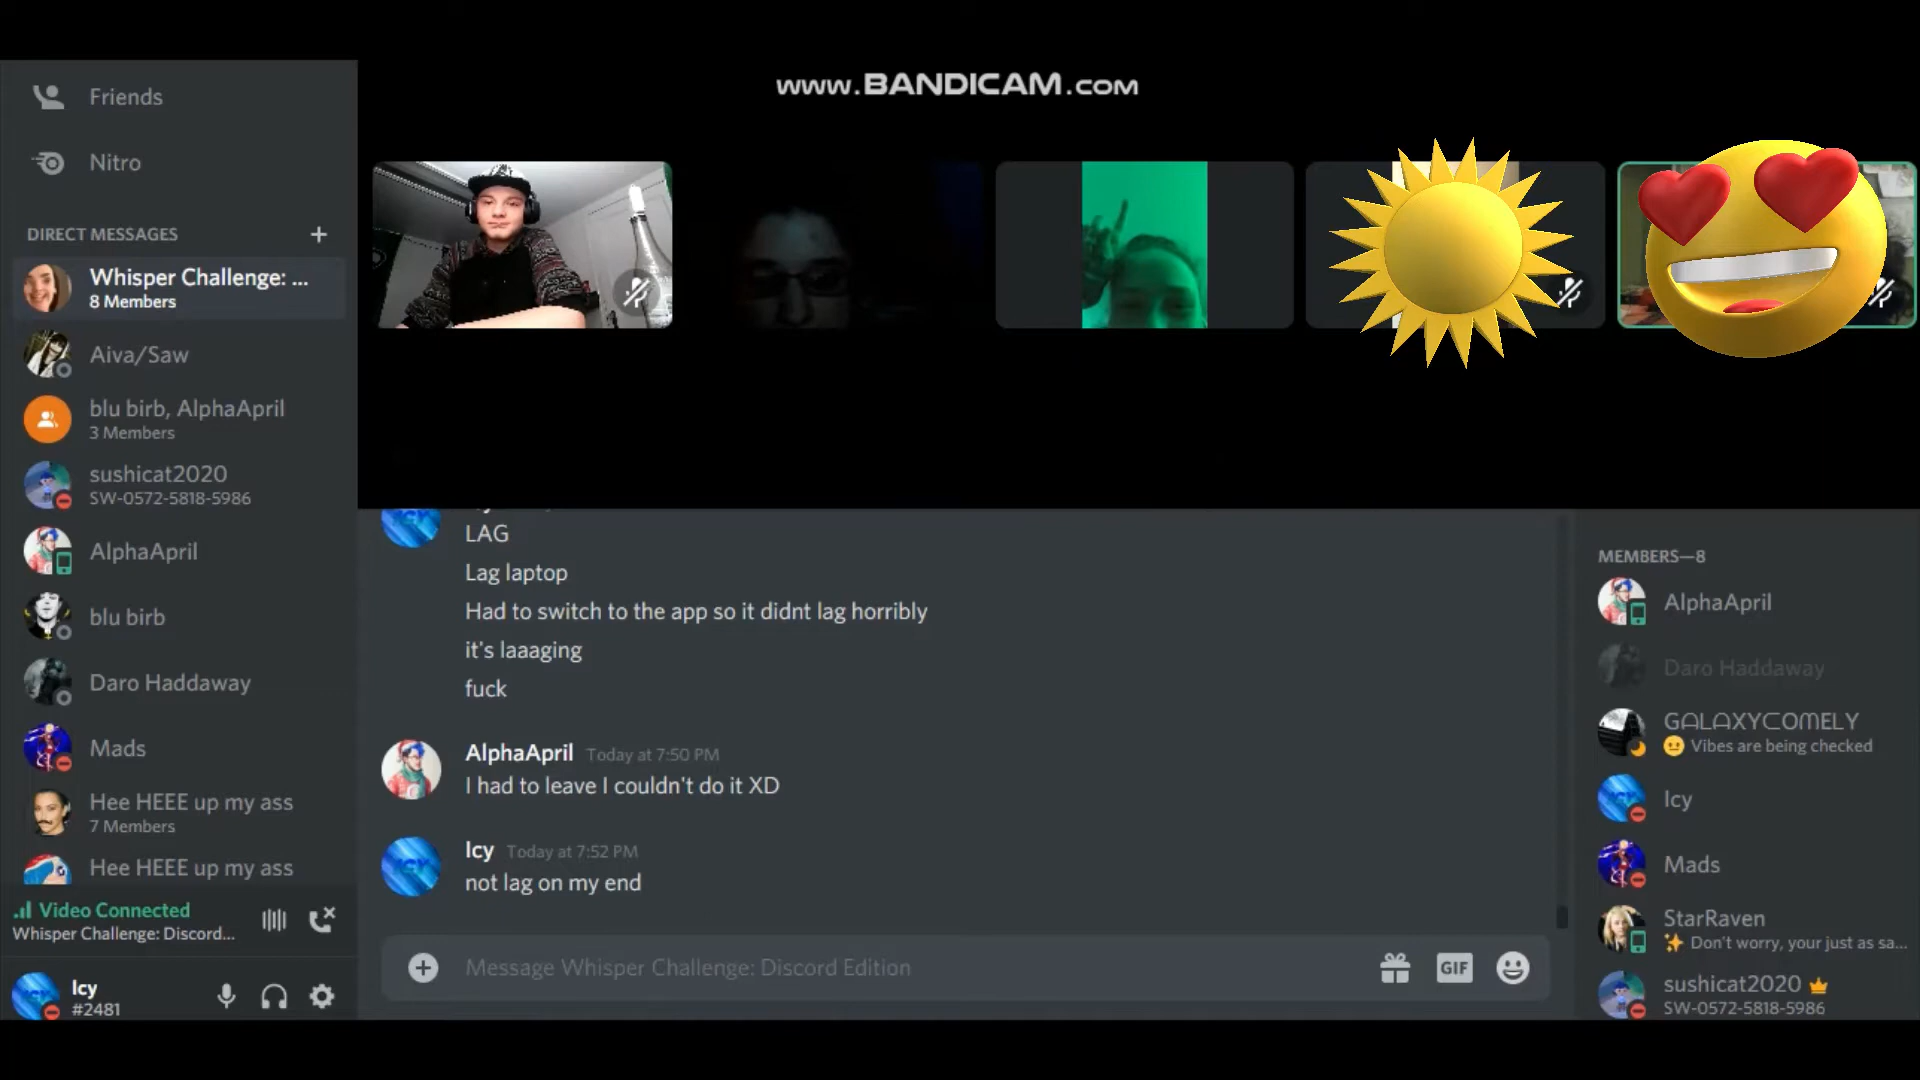 www.BANDICAM.COM
Friends
Nitro
DIRECT MESSAGES
Whisper Challenge: ...
8 Members
Aiva/Saw
blu birb, AlphaApril
3 Members
sushicat2020
SW-0572-5818-5986
AlphaApril
blu birb
Daro Haddaway
Mads
Hee HEEE up my ass
7 Members
Hee HEEE up my ass
Video Connected
Whisper Challenge: Discord...
Icy
#2481
LAG
Lag laptop
Had to switch to the app so it didnt lag horribly
it's laaaging
fuck
AlphaApril Today at 7:50 PM
I had to leave I couldn't do it XD
Icy Today at 7:52 PM
not lag on my end
Message Whisper Challenge: Discord Edition
GIF
MEMBERS—8
AlphaApril
Daro Haddaway
GALAXYCOMELY
Vibes are being checked
Icy
Mads
StarRaven
Don't worry, your just as sa...
sushicat2020
SW-0572-5818-5986